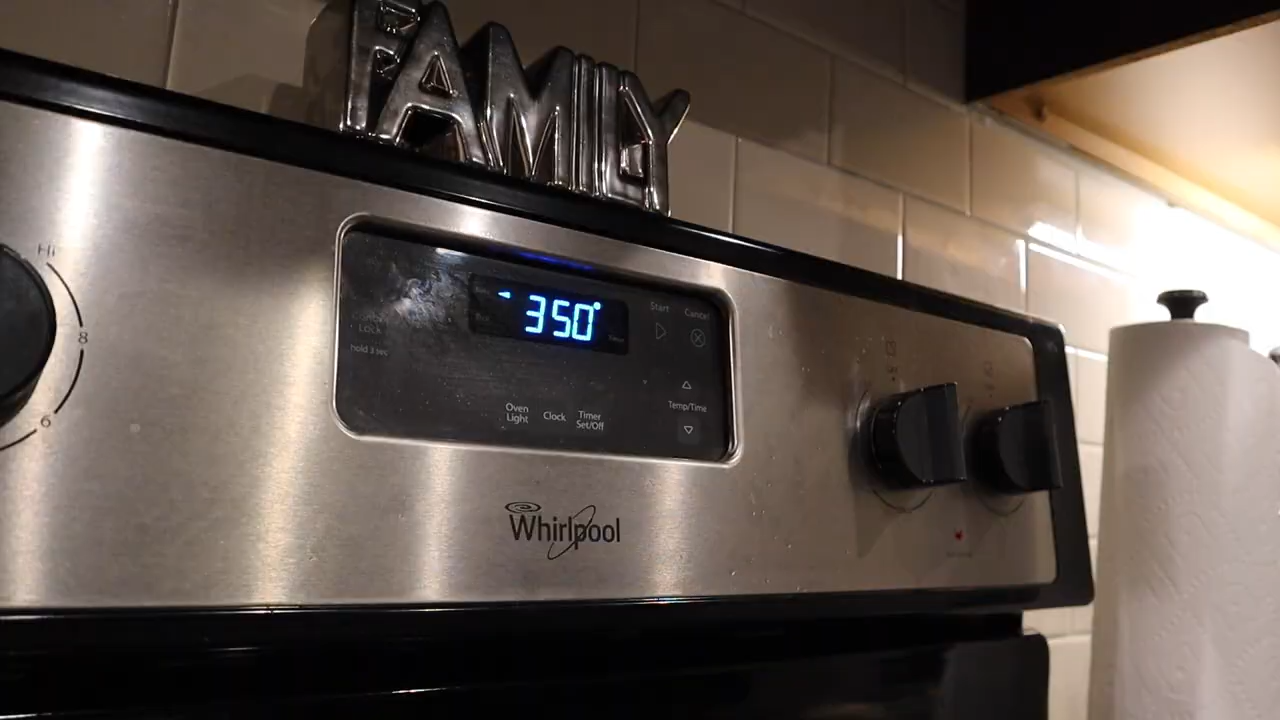 FAMILY
Hi
8
6
Control
Lock
hold 3 sec
350°
Start
Cancel
Oven
Light
Clock
Timer
Set/Off
Temp/Time
Whirlpool